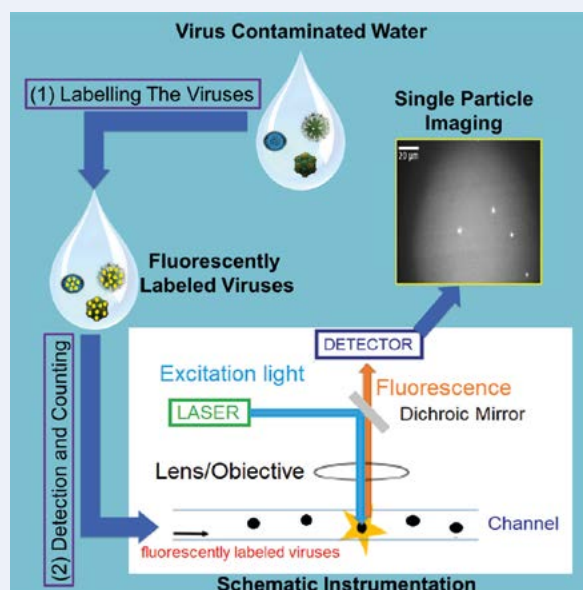 Virus Contaminated Water
(1) Labelling The Viruses
Single Particle
Imaging
20 µm
Fluorescently
Labeled Viruses
(2) Detection and Counting
DETECTOR
Excitation light
Fluorescence
LASER
Dichroic Mirror
Lens/Obiective
Channel
fluorescently labeled viruses
Schematic Instrumentation